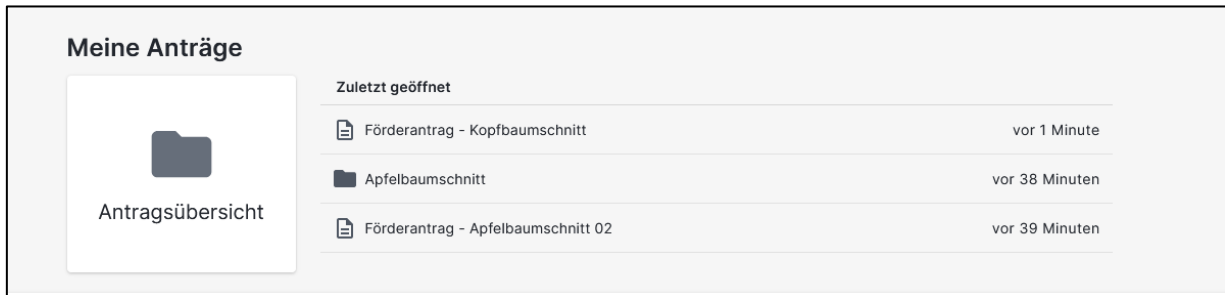 Meine Anträge
Antragsübersicht
Zuletzt geöffnet
Förderantrag - Kopfbaumschnitt vor 1 Minute
Apfelbaumschnitt vor 38 Minuten
Förderantrag - Apfelbaumschnitt 02 vor 39 Minuten